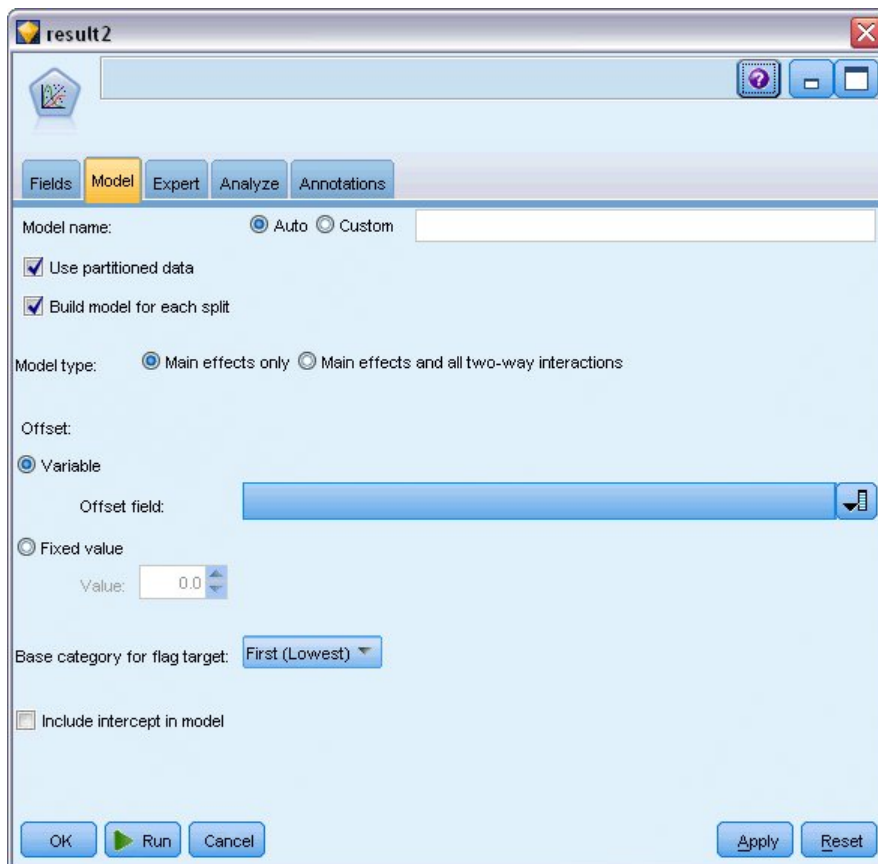 result2
Fields Model Expert Analyze Annotations
Model name: Auto Custom
Use partitioned data
Build model for each split
Model type: Main effects only Main effects and all two-way interactions
Offset:
Variable
Offset field:
Fixed value
Value: 0.0
Base category for flag target: First (Lowest)
Include intercept in model
OK Run Cancel Apply Reset